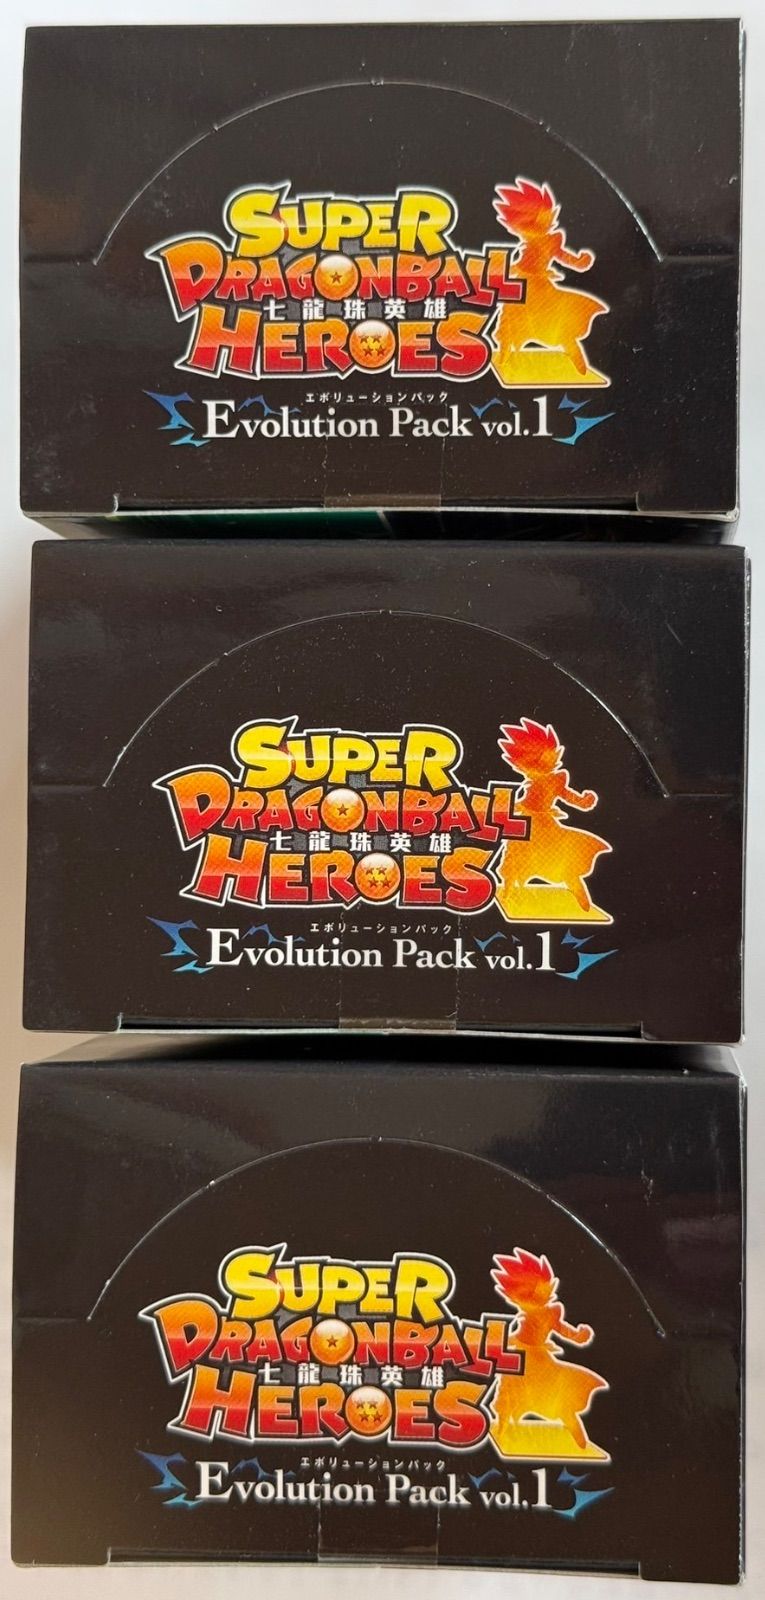 SUPER
DRAGONBALL
七龍珠英雄
HEROES
エボリューションパック
Evolution Pack vol.1
SUPER
DRAGONBALL
七龍珠英雄
HEROES
エボリューションパック
Evolution Pack vol.1
SUPER
DRAGONBALL
七龍珠英雄
HEROES
エボリューションパック
Evolution Pack vol.1